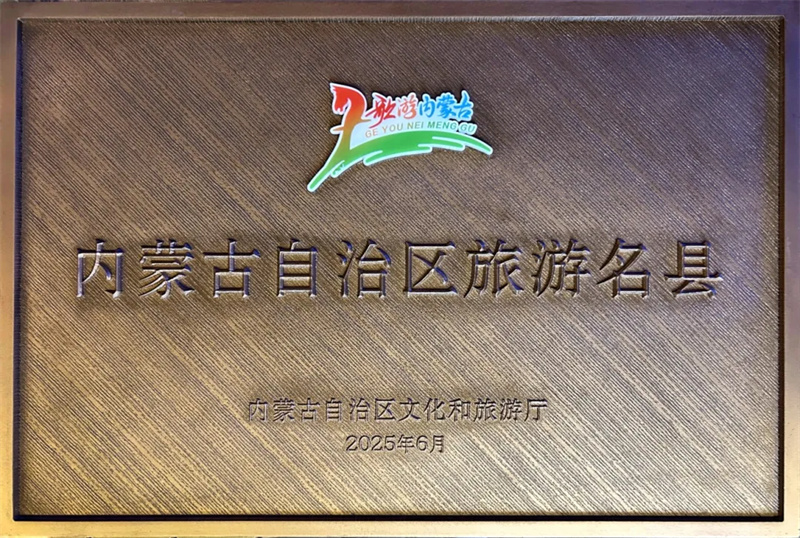 歌游内蒙古
GE YOU NEI MENG GU
内蒙古自治区旅游名县
内蒙古自治区文化和旅游厅
2025年6月